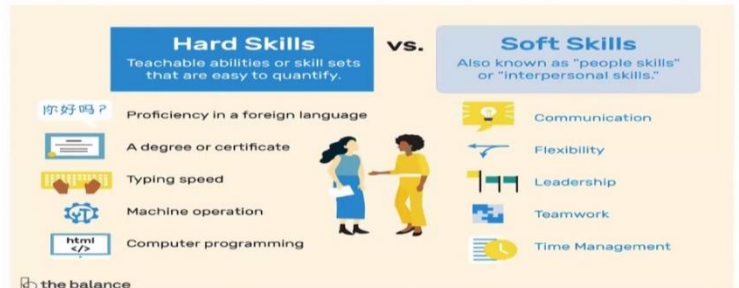 Hard Skills
Teachable abilities or skill sets
that are easy to quantify.
vs.
Soft Skills
Also known as "people skills"
or "interpersonal skills."
你好吗?
Proficiency in a foreign language
A degree or certificate
Typing speed
Machine operation
html
</>
Computer programming
Communication
Flexibility
Leadership
Teamwork
Time Management
the balance